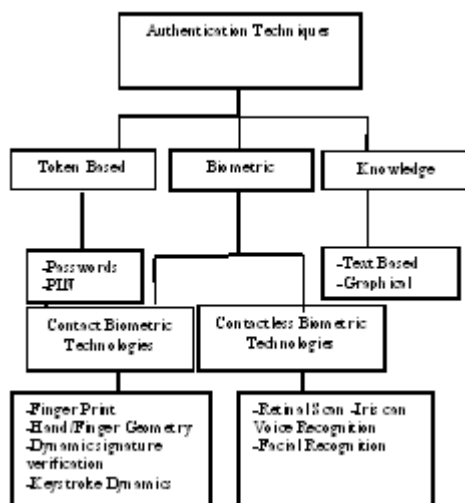 Authentication Techniques
Token Based
Biometric
Knowledge
-Passwords
-PIN
-Text Based
-Graphical
Contact Biometric
Technologies
Contactless Biometric
Technologies
-Finger Print
-Hand/Finger Geometry
-Dynamic signature
verification
-Keystroke Dynamics
-Retinal Scan -Iris can
Voice Recognition
-Facial Recognition